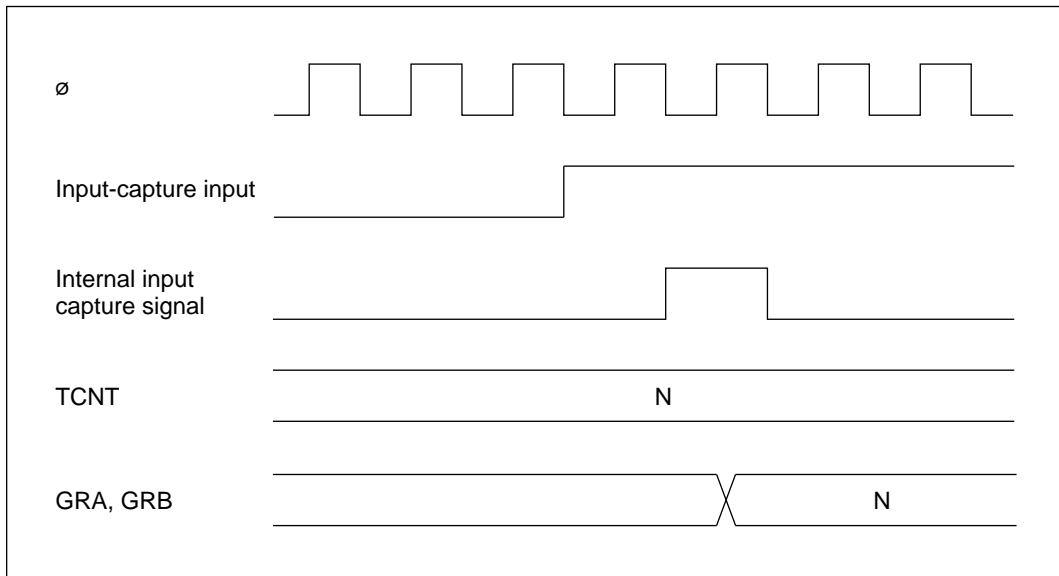 ø
Input-capture input
Internal input
capture signal
TCNT
N
GRA, GRB
N